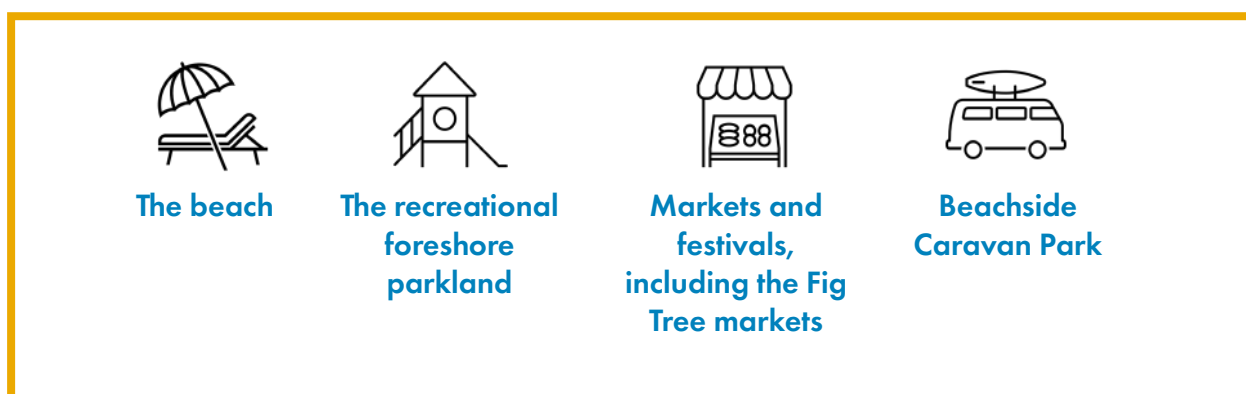 The beach
The recreational
foreshore
parkland
Markets and
festivals,
including the Fig
Tree markets
Beachside
Caravan Park